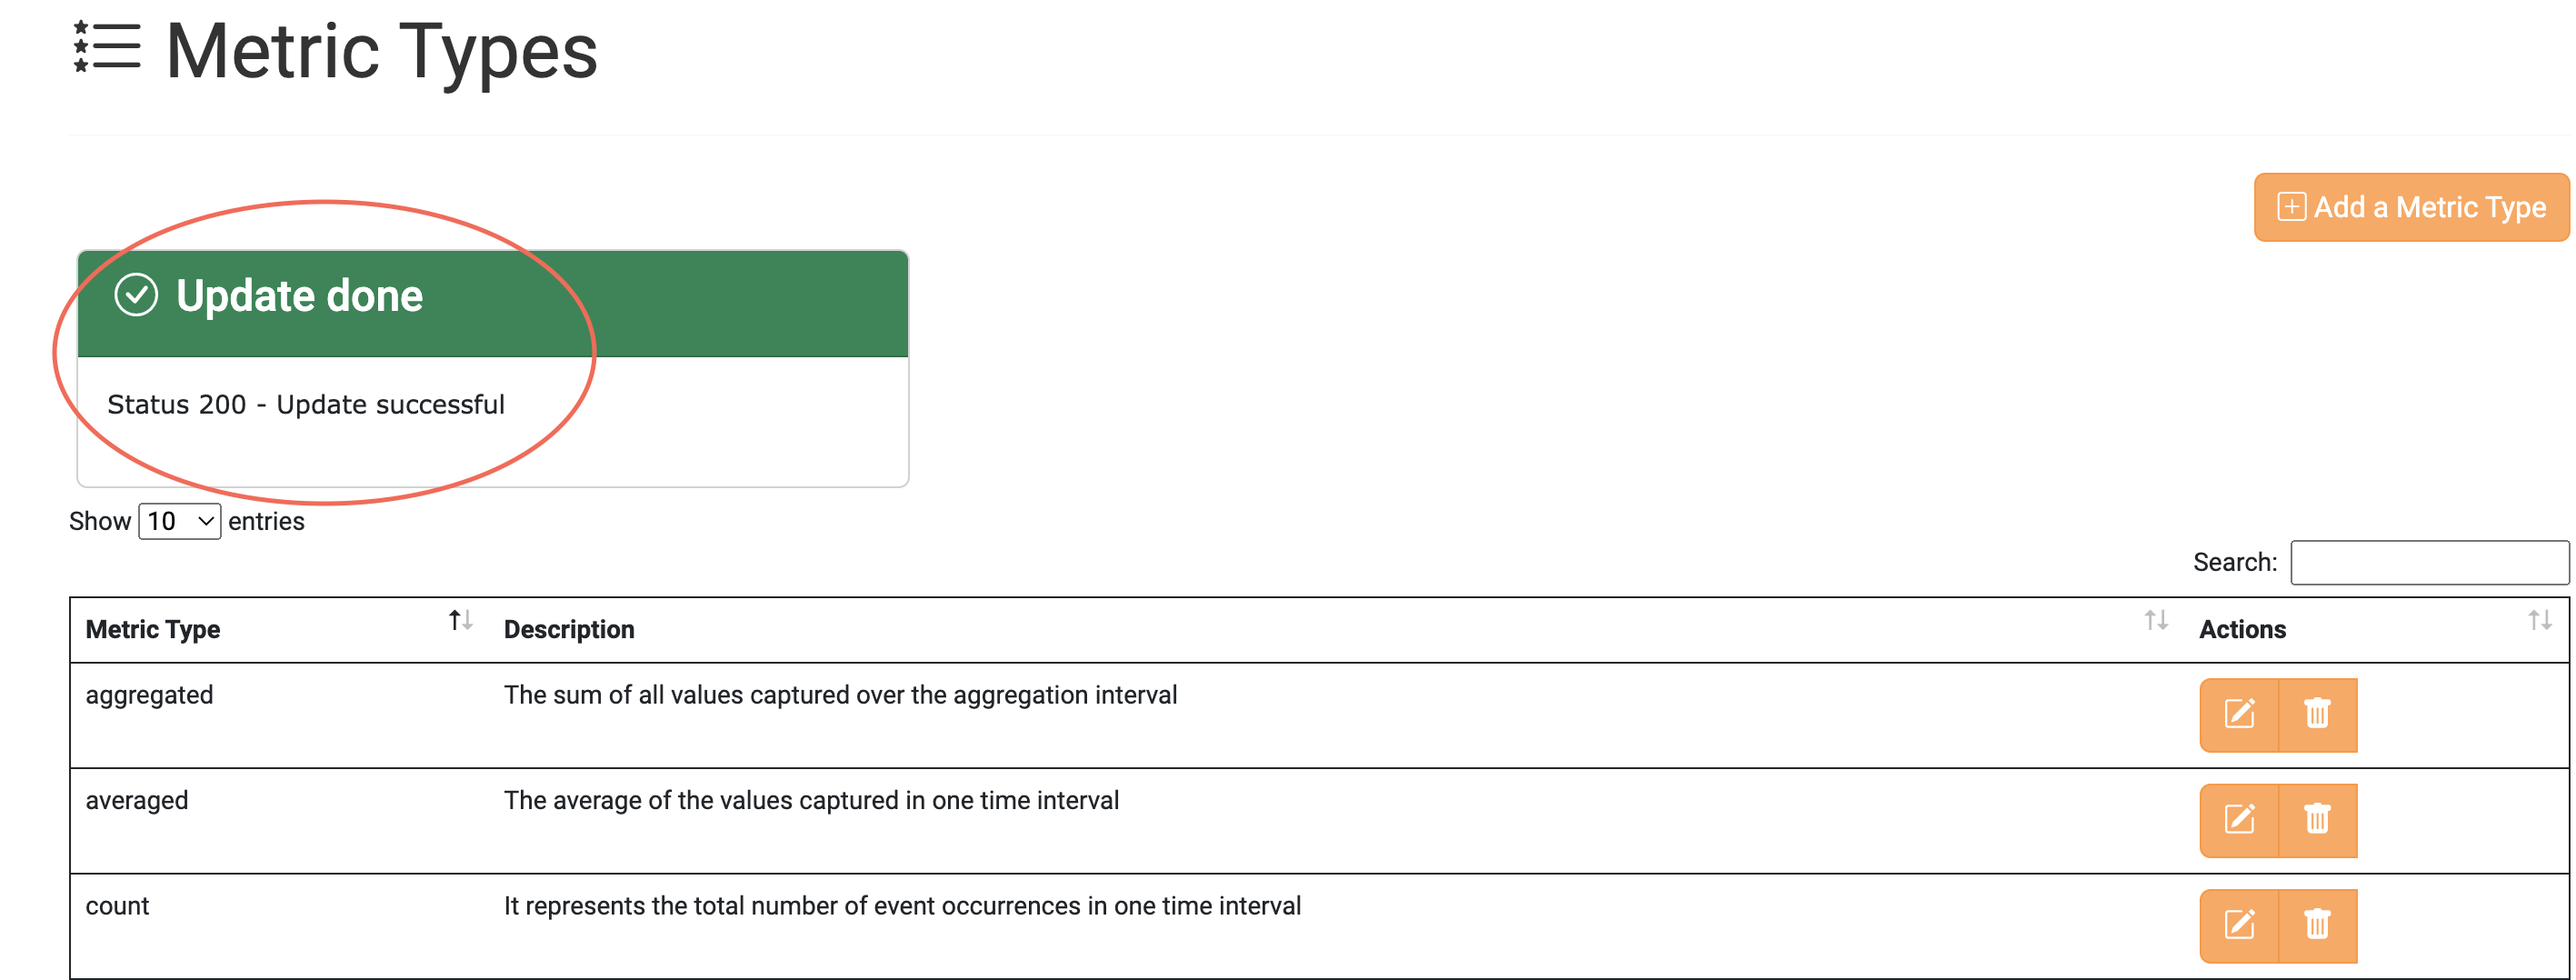 Metric Types
Add a Metric Type
Update done
Status 200 - Update successful
Show 10 entries
Search:
Metric Type Description Actions
aggregated The sum of all values captured over the aggregation interval
averaged The average of the values captured in one time interval
count It represents the total number of event occurrences in one time interval